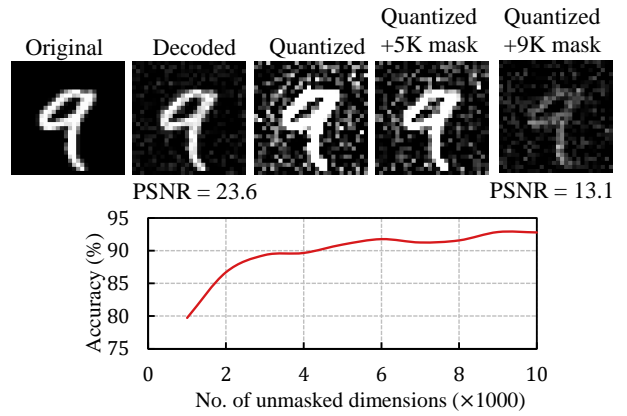 Original Decoded Quantized Quantized +5K mask Quantized +9K mask
PSNR = 23.6 PSNR = 13.1
Accuracy (%)
95
90
85
80
75
0 2 4 6 8 10
No. of unmasked dimensions (×1000)